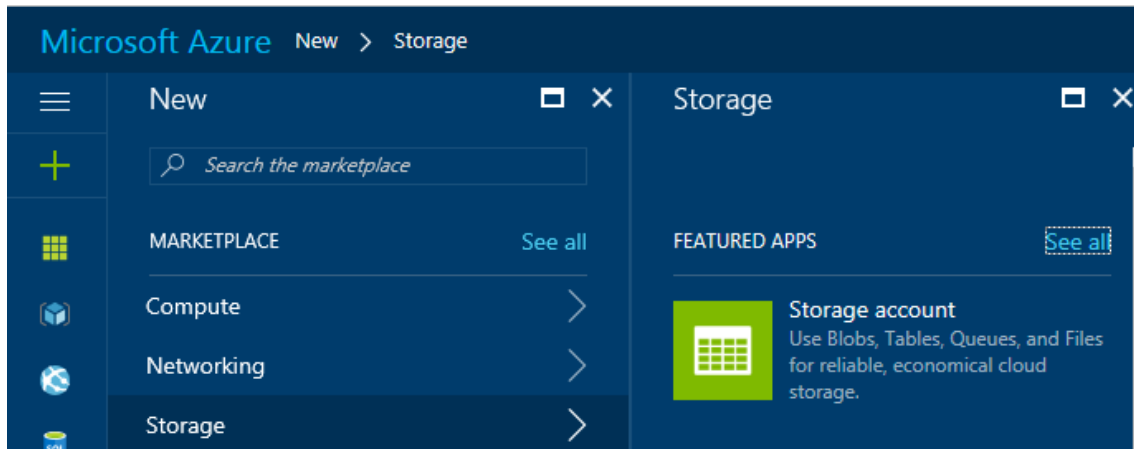 Microsoft Azure New > Storage
New
Search the marketplace
MARKETPLACE See all
Compute
Networking
Storage
SQL
Storage
FEATURED APPS See all
Storage account
Use Blobs, Tables, Queues, and Files
for reliable, economical cloud
storage.